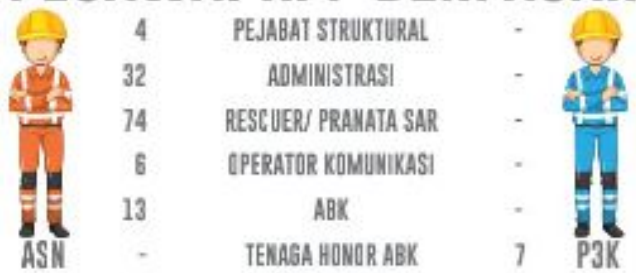 4 PEJABAT STRUKTURAL -
32 ADMINISTRASI -
74 RESCUER/ PRANATA SAR -
6 OPERATOR KOMUNIKASI -
13 ABK -
ASN - TENAGA HONOR ABK 7 P3K